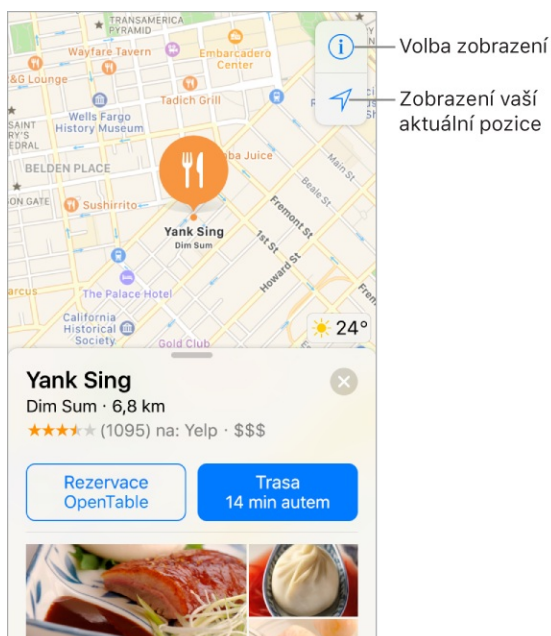 TRANSAMERICA
PYRAMID
Wayfare Tavern
Embarcadero
Center
&G Lounge
Tadich Grill
Wells Fargo
History Museum
SAINT
RY'S
EDRAL
ba Juice
BELDEN PLACE
Main St
Beale St
ON GATE
Sushirrito
Fremont St
Yank Sing
Dim Sum
1st St
Howard St
arcus
The Palace Hotel
Fren
California
Historical
Society
Gold Club
24°
Volba zobrazení
Zobrazení vaší
aktuální pozice
Yank Sing
Dim Sum · 6,8 km
(1095) na: Yelp · $$$
Rezervace
OpenTable
Trasa
14 min autem